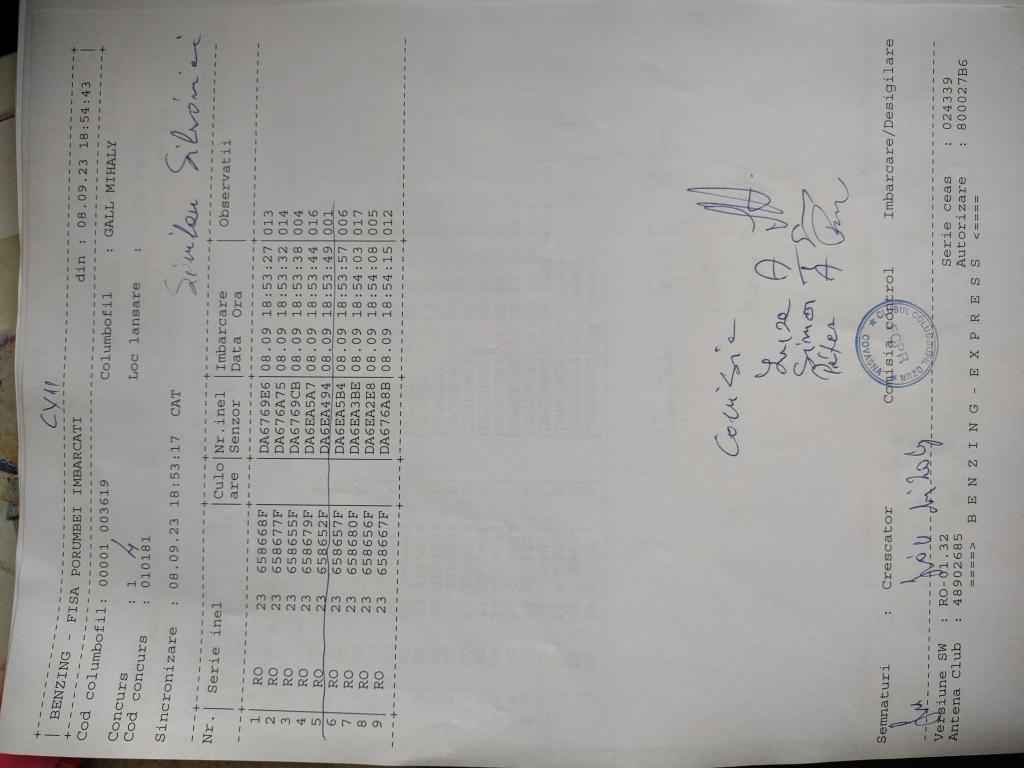 CXII
BENZING - FISA PORUMBEI IMBARCATI din : 08.09.23 18:54:43
Cod columbofil: 00001 003619 Columbofil : GALL MIHALY
Concurs : 1 Loc lansare :
Cod concurs : 010181
Sincronizare : 08.09.23 18:53:17 CAT
Nr. Serie inel Culo Nr.inel Imbarcare Observatii
are Senzor Data Ora
1 RO 23 658668F DA6769E6 08.09 18:53:27 013
2 RO 23 658677F DA676A75 08.09 18:53:32 014
3 RO 23 658655F DA6769CB 08.09 18:53:38 004
4 RO 23 658679F DA6EA5A7 08.09 18:53:44 016
5 RO 23 658652F DA6EA494 08.09 18:53:49 001
6 RO 23 658657F DA6EA5B4 08.09 18:53:57 006
7 RO 23 658680F DA6EA3BE 08.09 18:54:03 017
8 RO 23 658656F DA6EA2E8 08.09 18:54:08 005
9 RO 23 658667F DA676A8B 08.09 18:54:15 012
Comisie
Simon A
Semnaturi : Crescator Comisia control Imbarcare/Desigilare
CLUBUL COLUMBOFIL OZUN
COVASNA
Versiune SW : RO-01.32 Serie ceas : 024339
Antena Club : 48902685 Autorizare : 800027B6
====> B E N Z I N G - E X P R E S S <====